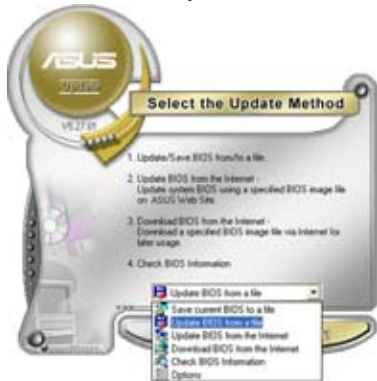 ASUS
Update
Select the Update Method
1. Update/Save BIOS from/to a file.
2. Update BIOS from the Internet -
Update system BIOS using a specified BIOS image file
on ASUS Web Site.
3. Download BIOS from the Internet -
Download a specified BIOS image file via Internet for
later usage.
4. Check BIOS Information
Update BIOS from a file
Save current BIOS to a file
Update BIOS from a file
Update BIOS from the Internet
Download BIOS from the Internet
Check BIOS Information
Options